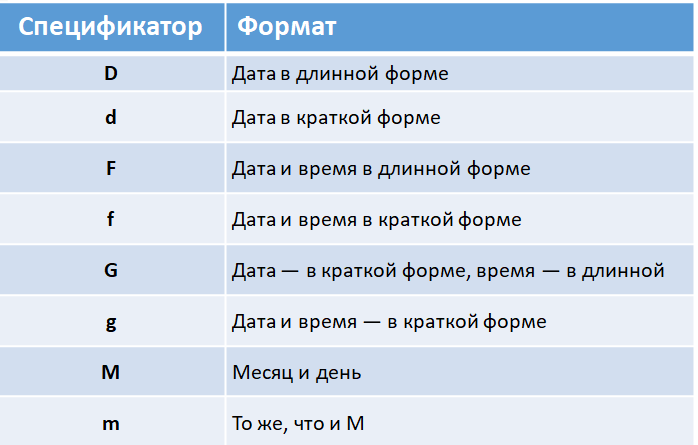 Спецификатор Формат
D Дата в длинной форме
d Дата в краткой форме
F Дата и время в длинной форме
f Дата и время в краткой форме
G Дата — в краткой форме, время — в длинной
g Дата и время — в краткой форме
M Месяц и день
m То же, что и M